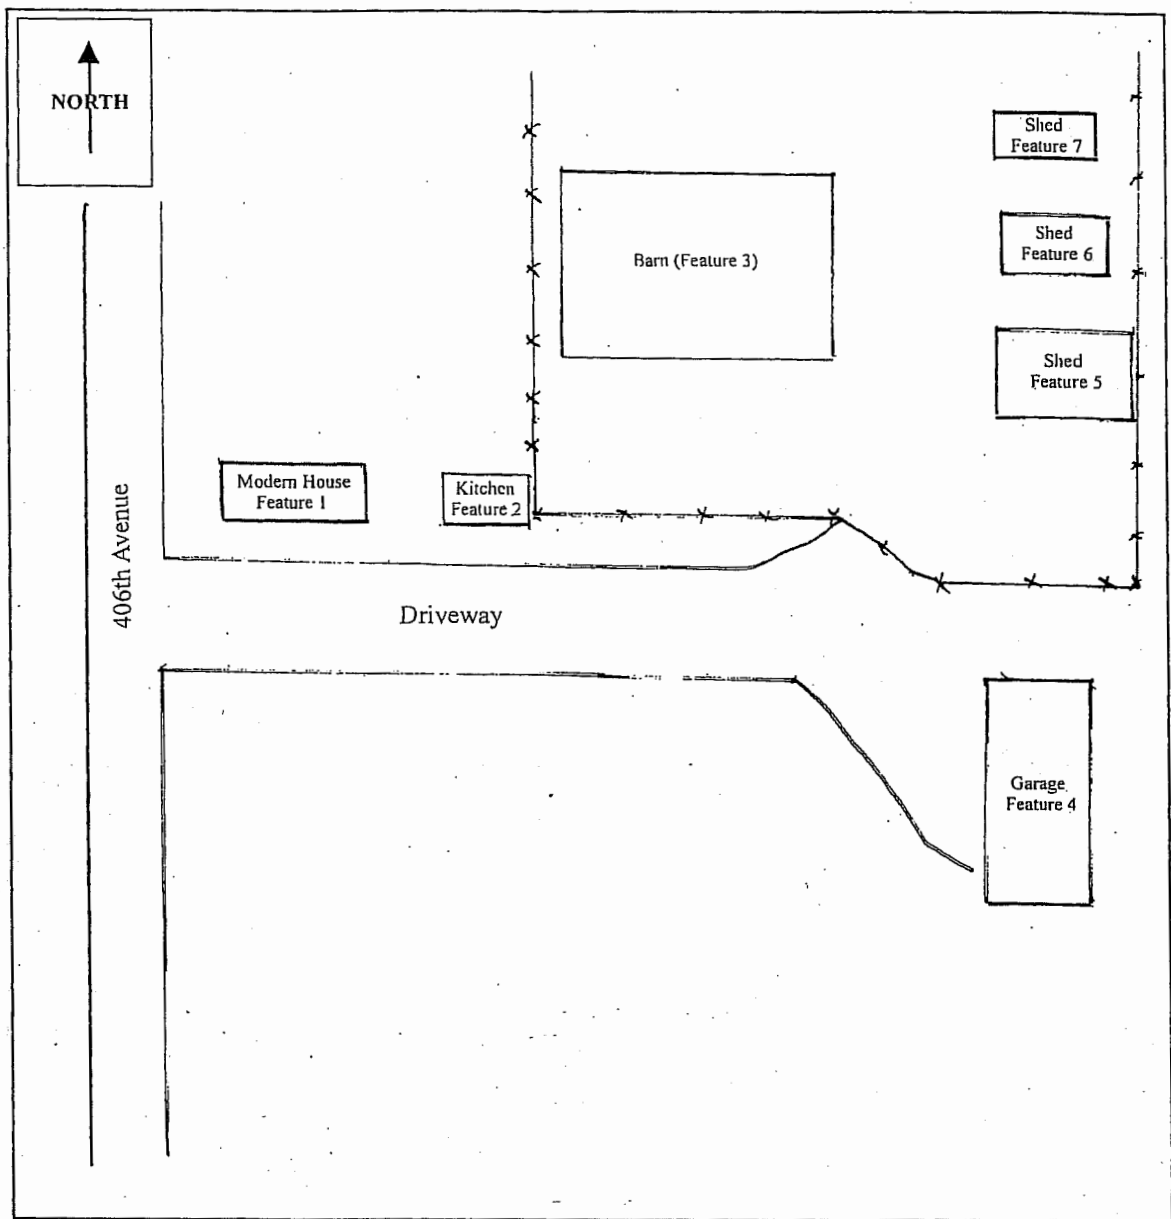 NORTH
Shed
Feature 7
Shed
Feature 6
Barn (Feature 3)
Shed
Feature 5
Modern House
Feature 1
Kitchen
Feature 2
406th Avenue
Driveway
Garage
Feature 4